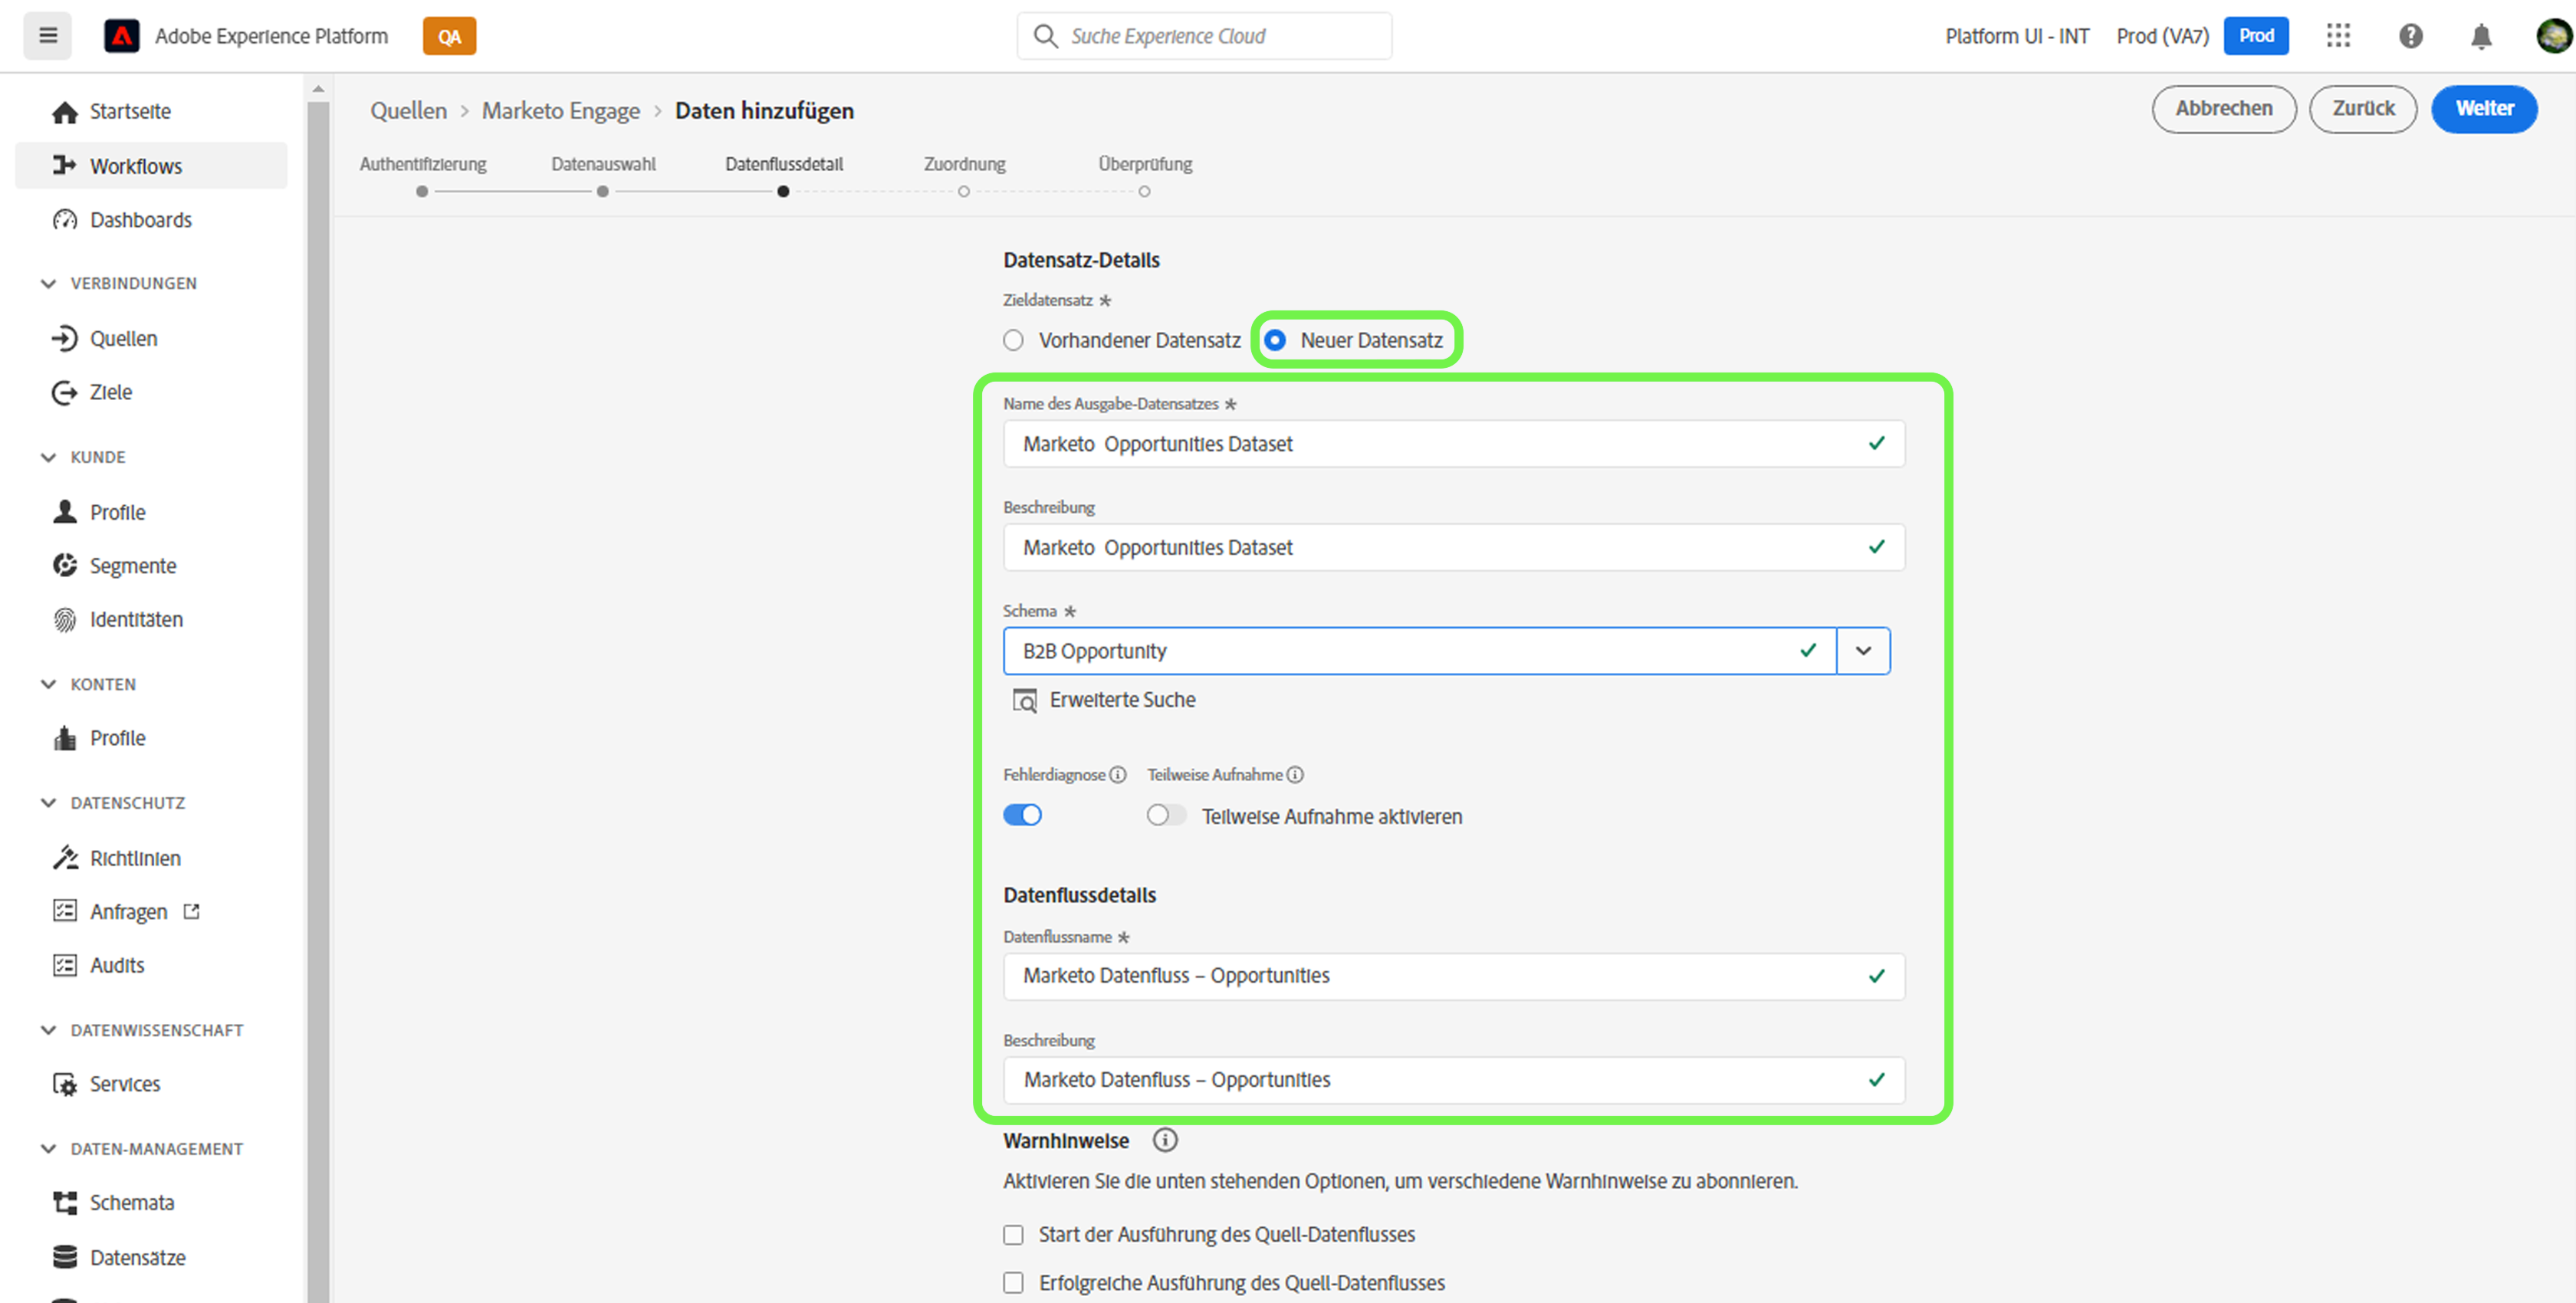 Adobe Experience Platform QA Suche Experience Cloud Platform UI - INT Prod (VA7) Prod
Startseite
Workflows
Dashboards
VERBINDUNGEN
Quellen
Ziele
KUNDE
Profile
Segmente
Identitäten
KONTEN
Profile
DATENSCHUTZ
Richtlinien
Anfragen
Audits
DATENWISSENSCHAFT
Services
DATEN-MANAGEMENT
Schemata
Datensätze
Quellen > Marketo Engage > Daten hinzufügen
Abbrechen Zurück Weiter
Authentifizierung Datenauswahl Datenflussdetail Zuordnung Überprüfung
Datensatz-Details
Zieldatensatz *
Vorhandener Datensatz Neuer Datensatz
Name des Ausgabe-Datensatzes *
Marketo Opportunities Dataset
Beschreibung
Marketo Opportunities Dataset
Schema *
B2B Opportunity
Erweiterte Suche
Fehlerdiagnose Teilweise Aufnahme
Teilweise Aufnahme aktivieren
Datenflussdetails
Datenflussname *
Marketo Datenfluss – Opportunities
Beschreibung
Marketo Datenfluss – Opportunities
Warnhinweise
Aktivieren Sie die unten stehenden Optionen, um verschiedene Warnhinweise zu abonnieren.
Start der Ausführung des Quell-Datenflusses
Erfolgreiche Ausführung des Quell-Datenflusses